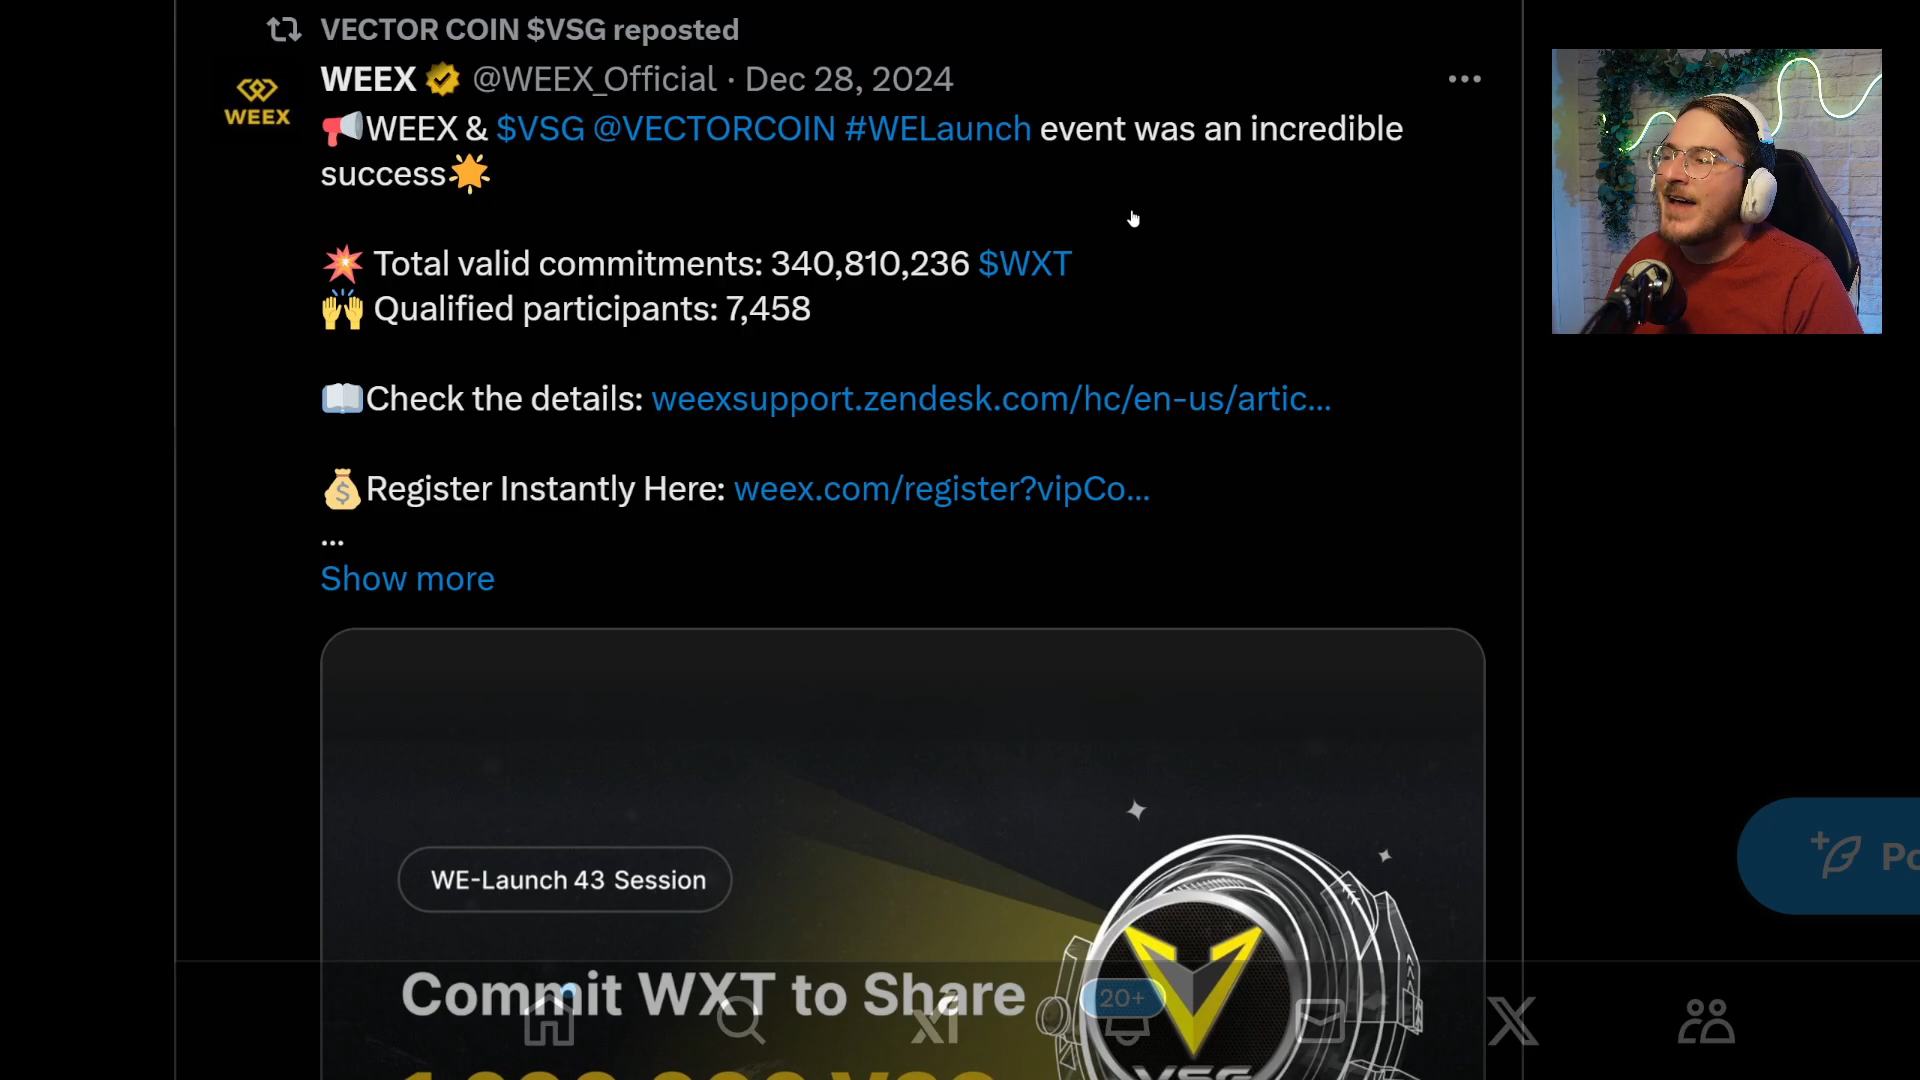 VECTOR COIN $VSG reposted
WEEX @WEEX_Official · Dec 28, 2024
WEEX
WEEX & $VSG @VECTORCOIN #WELaunch event was an incredible
success
Total valid commitments: 340,810,236 $WXT
Qualified participants: 7,458
Check the details: weexsupport.zendesk.com/hc/en-us/artic...
Register Instantly Here: weex.com/register?vipCo...
...
Show more
WE-Launch 43 Session
Commit WXT to Share
20+
Po
VSG